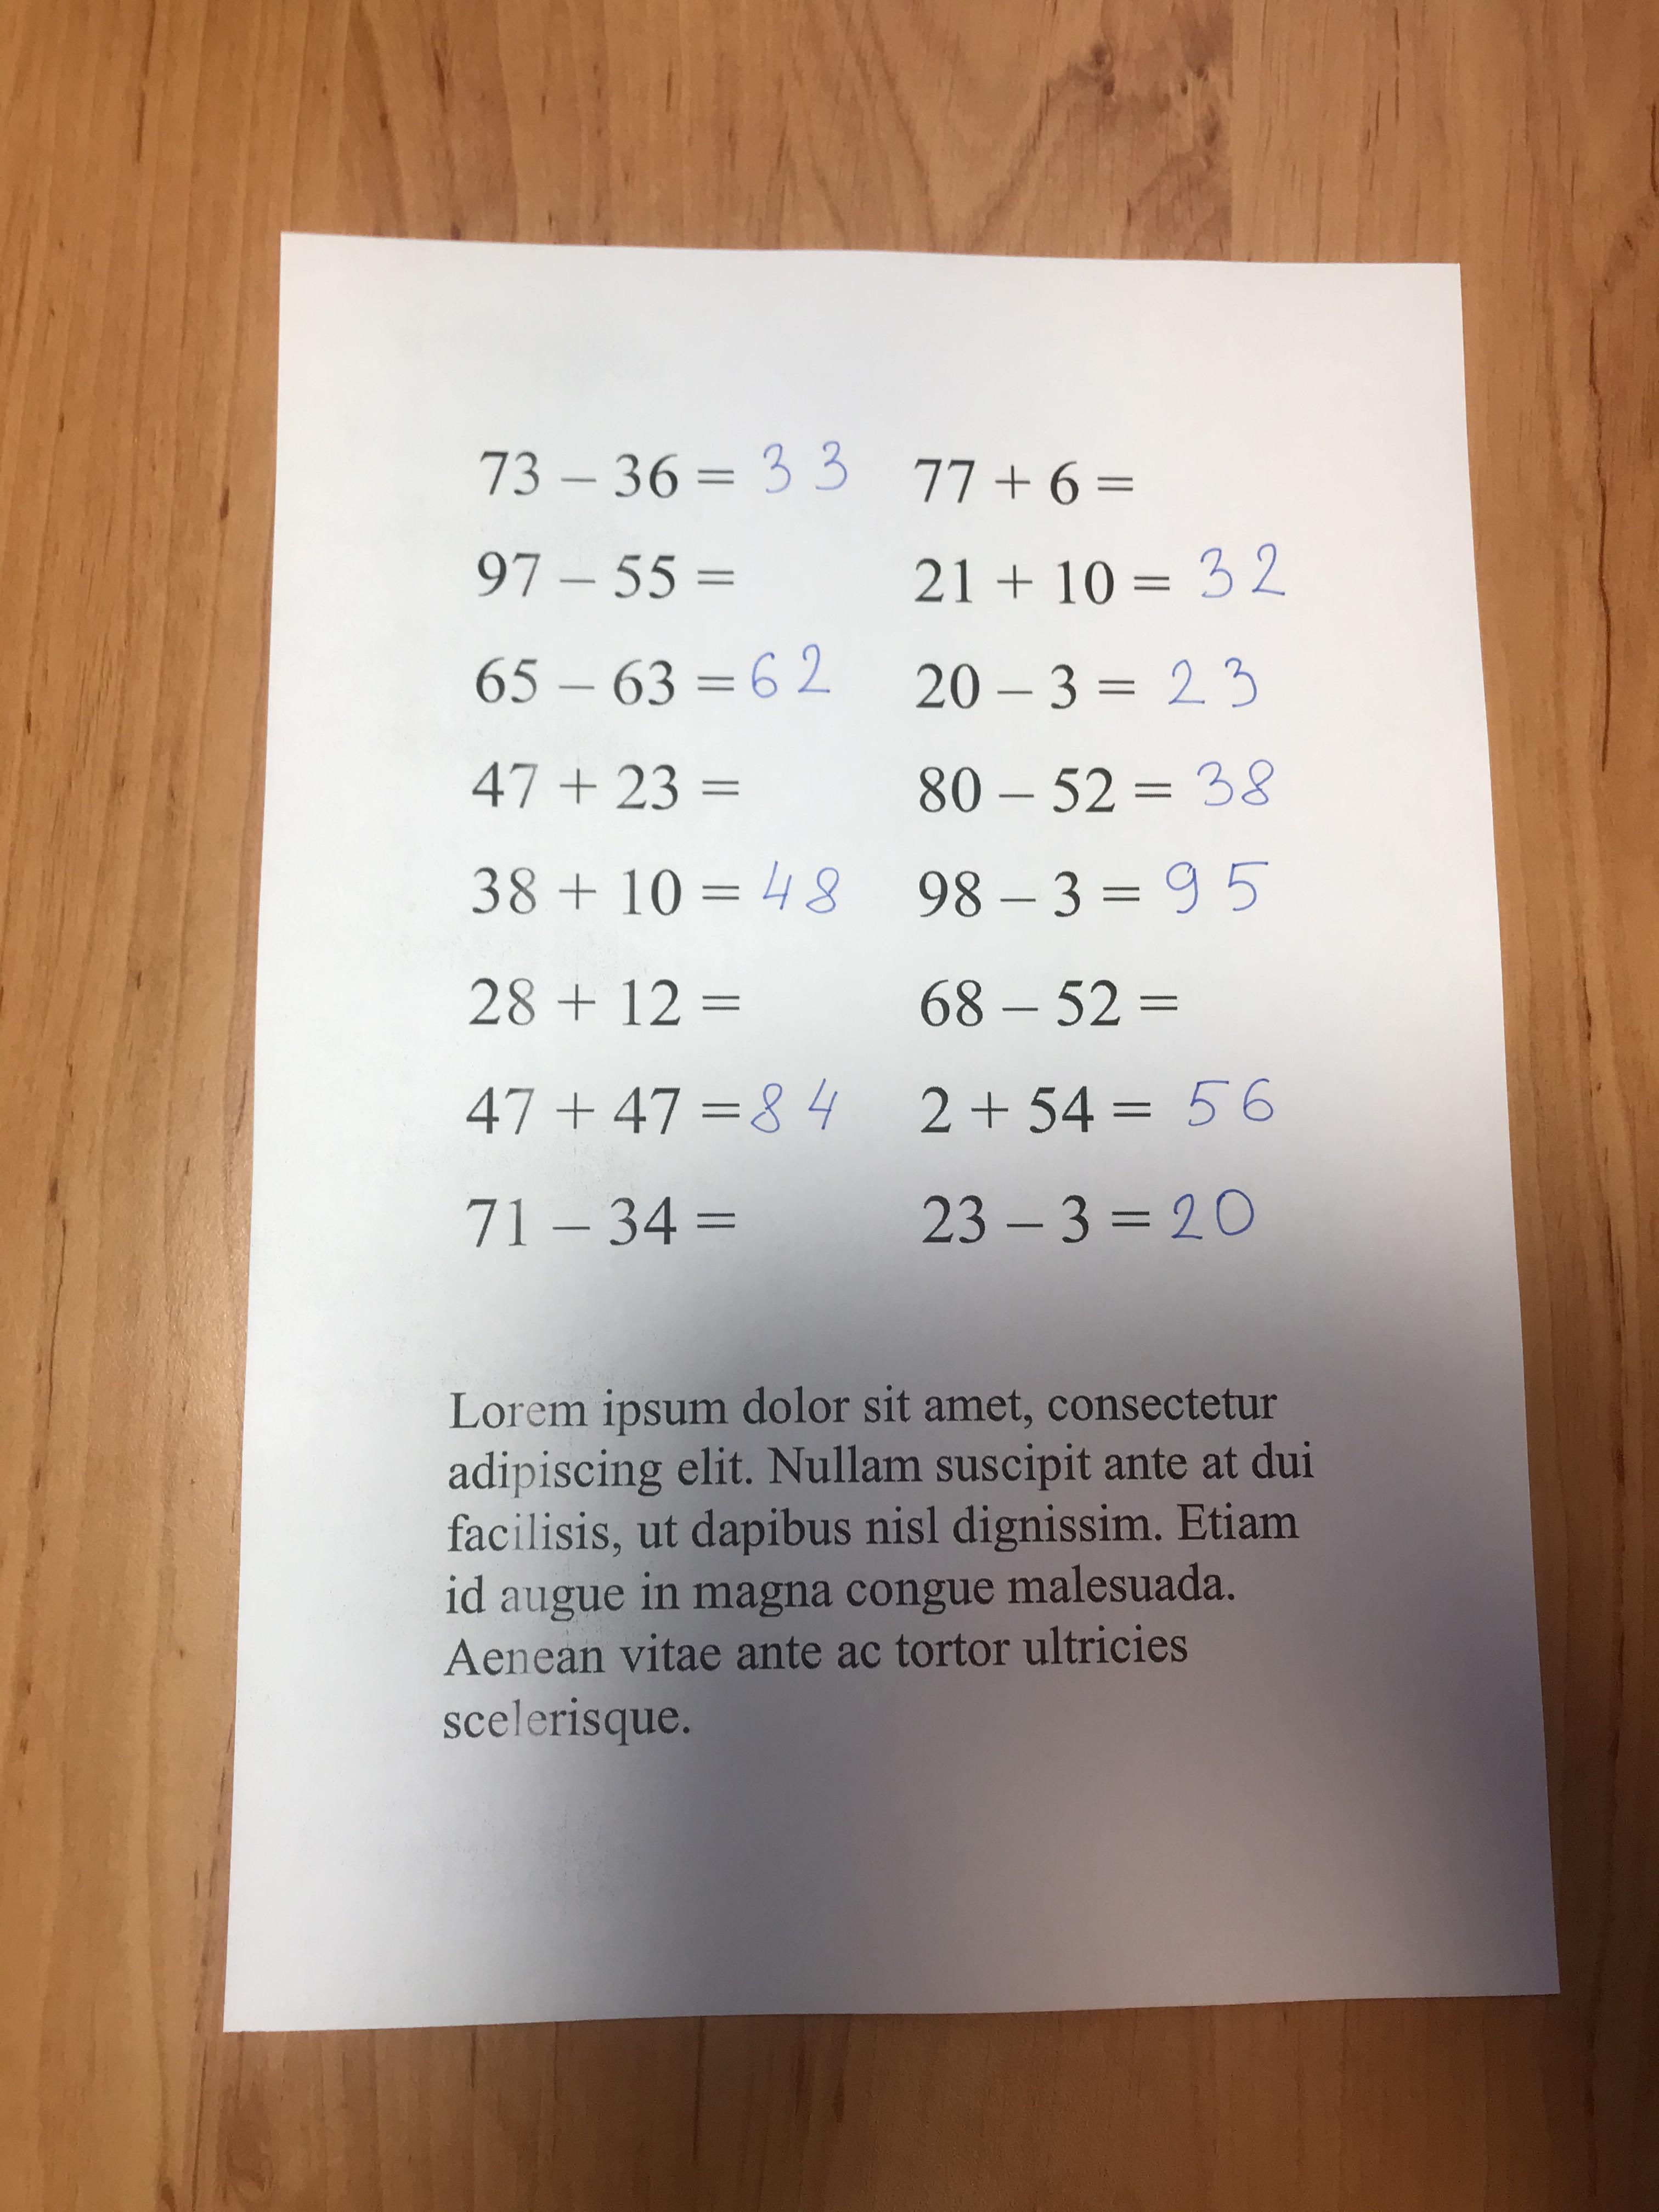 73 – 36 = 33 77 + 6 =
97 – 55 = 21 + 10 = 32
65 – 63 = 62 20 – 3 = 23
47 + 23 = 80 – 52 = 38
38 + 10 = 48 98 – 3 = 95
28 + 12 = 68 – 52 =
47 + 47 = 84 2 + 54 = 56
71 – 34 = 23 – 3 = 20
Lorem ipsum dolor sit amet, consectetur
adipiscing elit. Nullam suscipit ante at dui
facilisis, ut dapibus nisl dignissim. Etiam
id augue in magna congue malesuada.
Aenean vitae ante ac tortor ultricies
scelerisque.